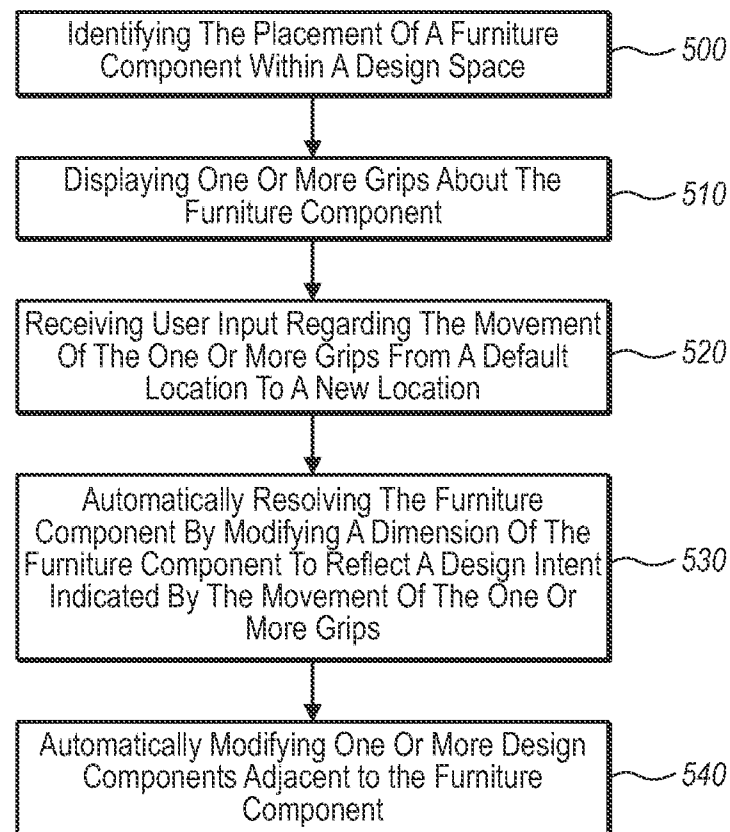 Identifying The Placement Of A Furniture
Component Within A Design Space
500
Displaying One Or More Grips About The
Furniture Component
510
Receiving User Input Regarding The Movement
Of The One Or More Grips From A Default
Location To A New Location
520
Automatically Resolving The Furniture
Component By Modifying A Dimension Of The
Furniture Component To Reflect A Design Intent
Indicated By The Movement Of The One Or
More Grips
530
Automatically Modifying One Or More Design
Components Adjacent to the Furniture
Component
540